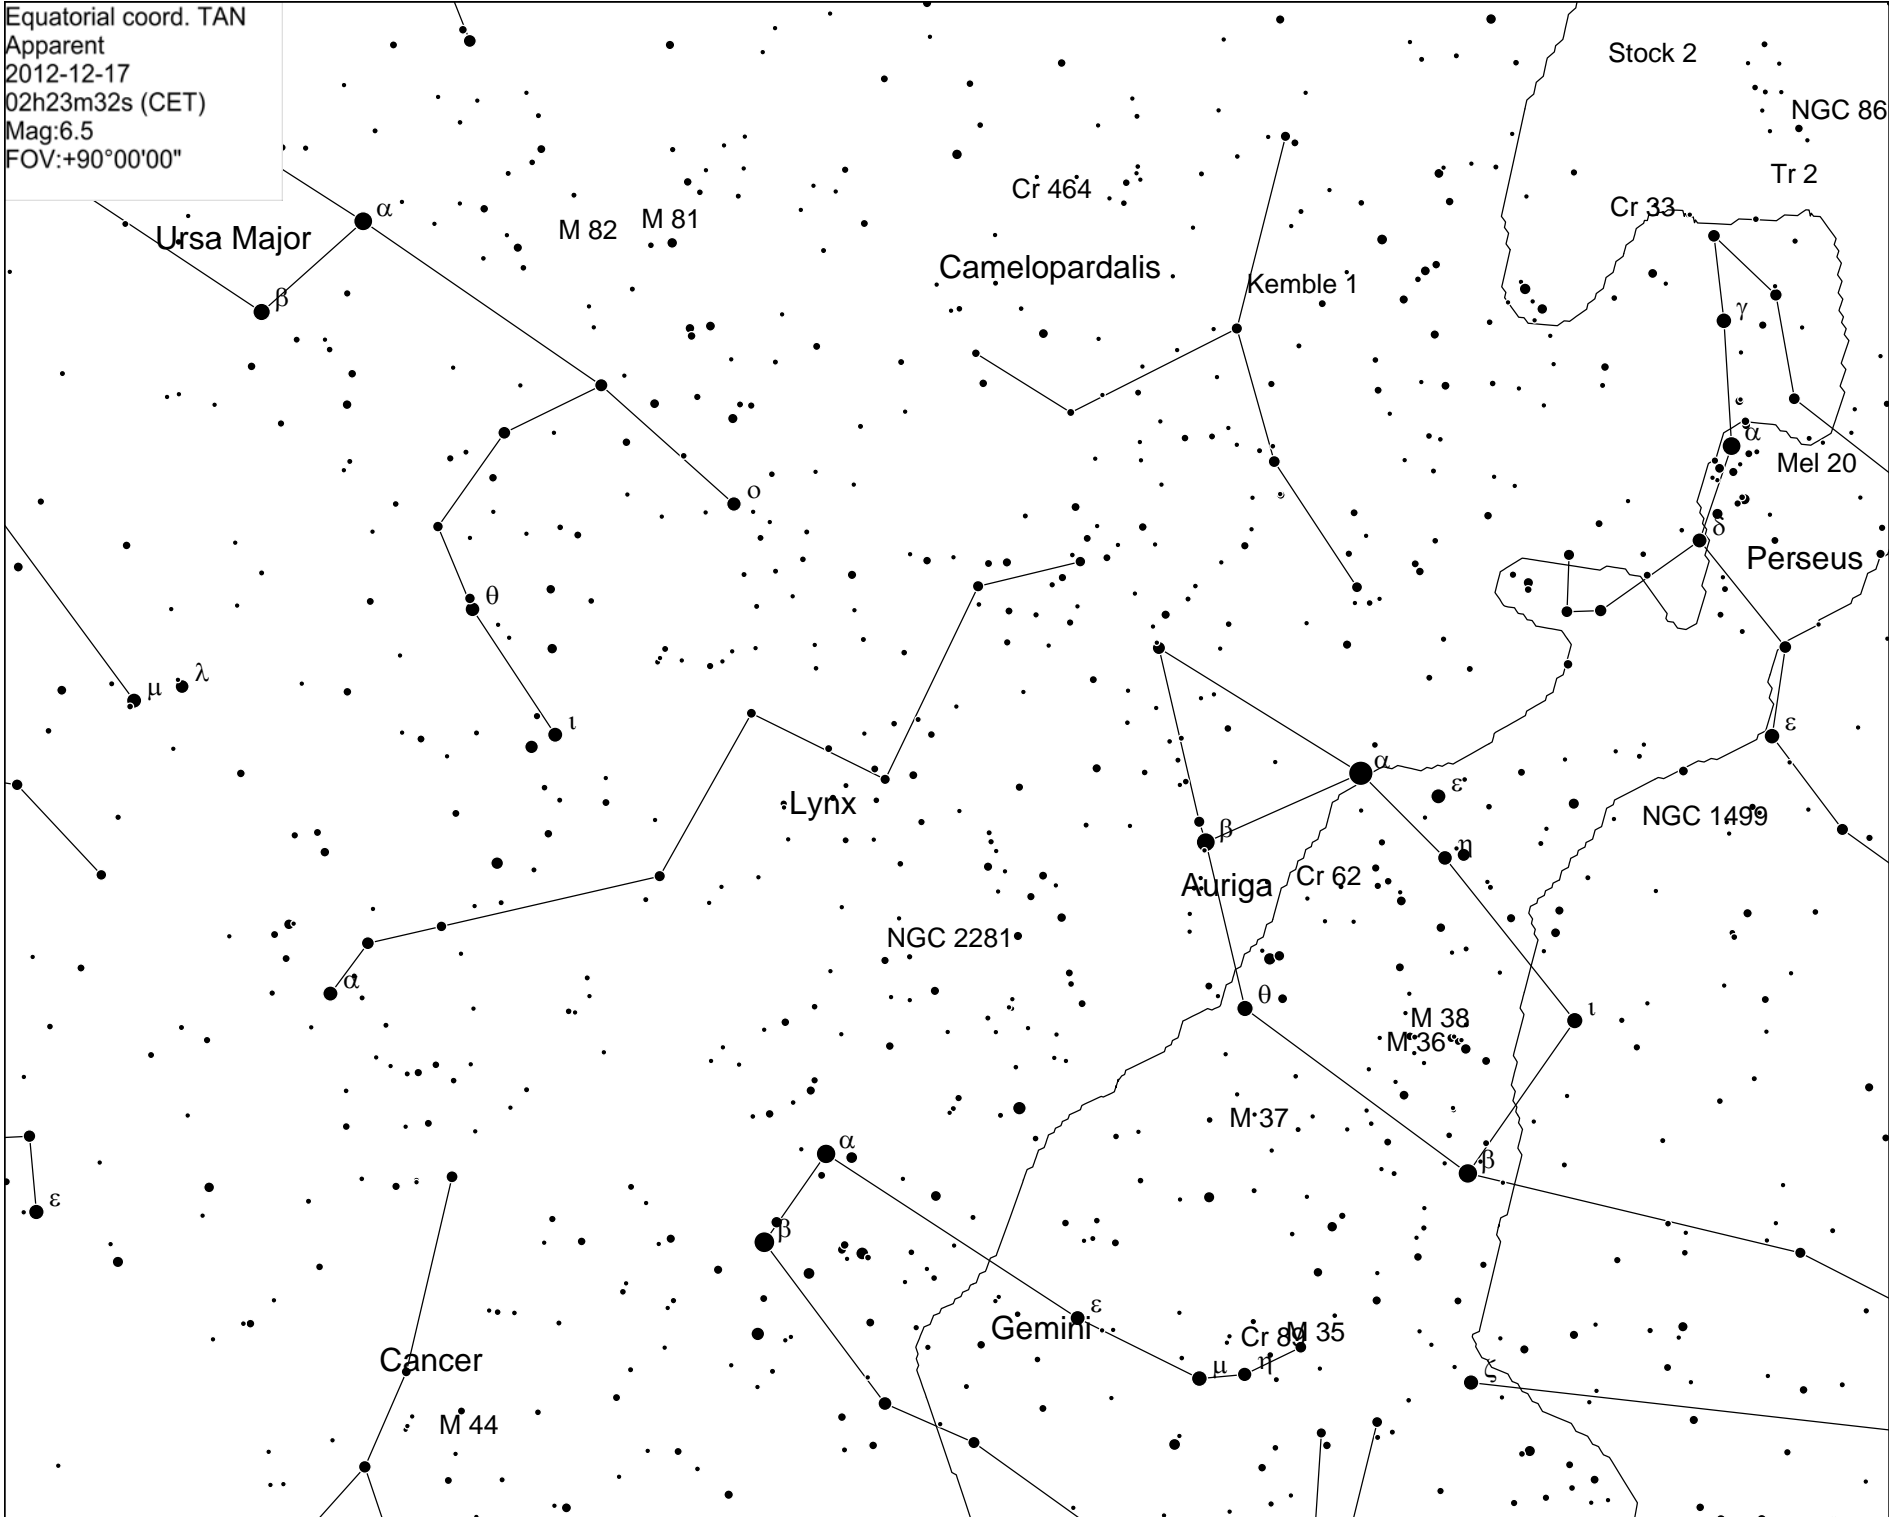 Equatorial coord. TAN
Apparent
2012-12-17
02h23m32s (CET)
Mag:6.5
FOV:+90°00'00"
Stock 2
NGC 86
Tr 2
Cr 464
Cr 33
α
M 82
M 81
Ursa Major
Camelopardalis
Kemble 1
β
γ
α
Mel 20
ο
δ
Perseus
θ
λ
μ
ι
ε
α
ε
Lynx
NGC 1499
β
η
Auriga
Cr 62
NGC 2281
α
θ
ι
M 38
M 36
M 37
α
β
ε
β
ε
Gemini
Cr 89
M 35
Cancer
μ
η
ζ
M 44